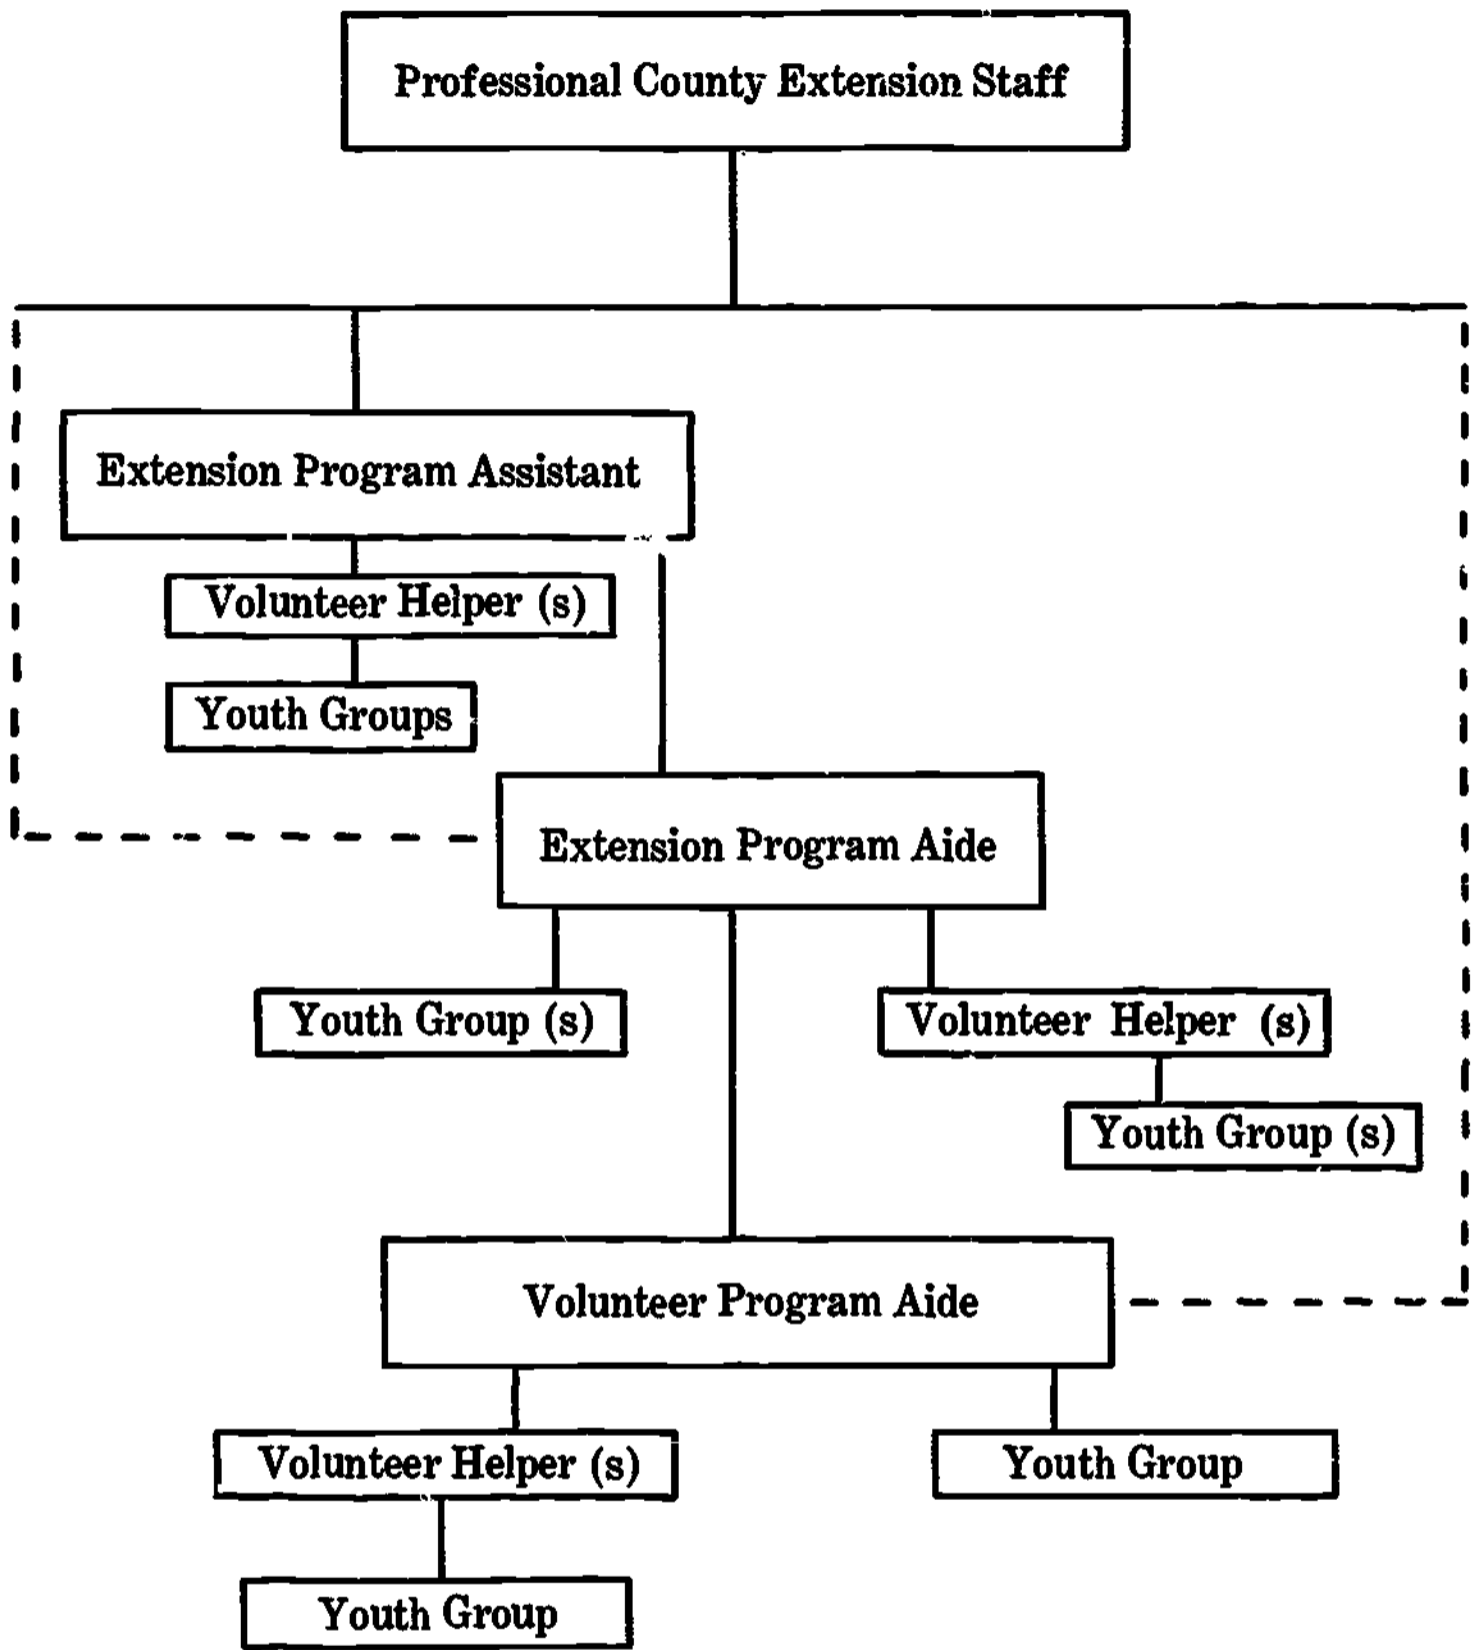 Professional County Extension Staff
Extension Program Assistant
Volunteer Helper (s)
Youth Groups
Extension Program Aide
Youth Group (s)
Volunteer Helper (s)
Youth Group (s)
Volunteer Program Aide
Volunteer Helper (s)
Youth Group
Youth Group